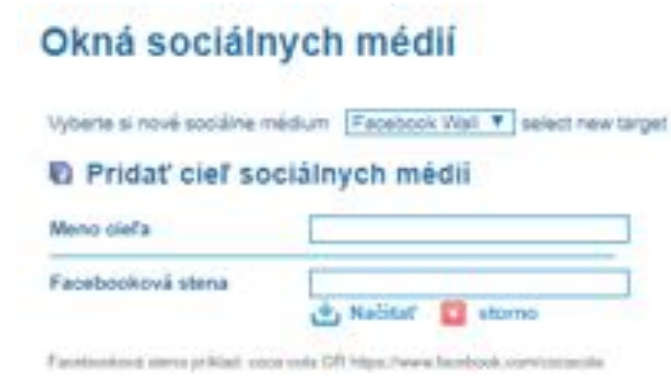 Okná sociálnych médií
Vyberte si nové sociálne médium Facebook Wall select new target
Pridať cieľ sociálnych médií
Meno cieľa
Facebooková stena
Načítať storno
Facebooková stena príklad: coca cola OR https://www.facebook.com/cocacola